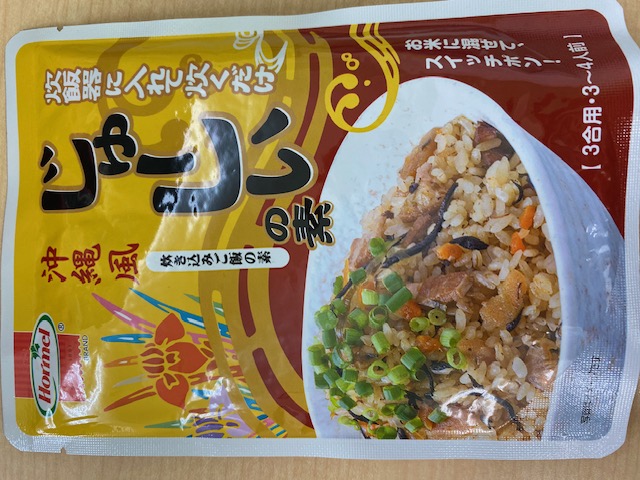 炊飯器に入れて炊くだけ
じゅーしぃの素
沖縄風
炊き込みご飯の素
Hormel®
BRAND
お米に混ぜて、
スイッチポン!
【3合用・3〜4人前】